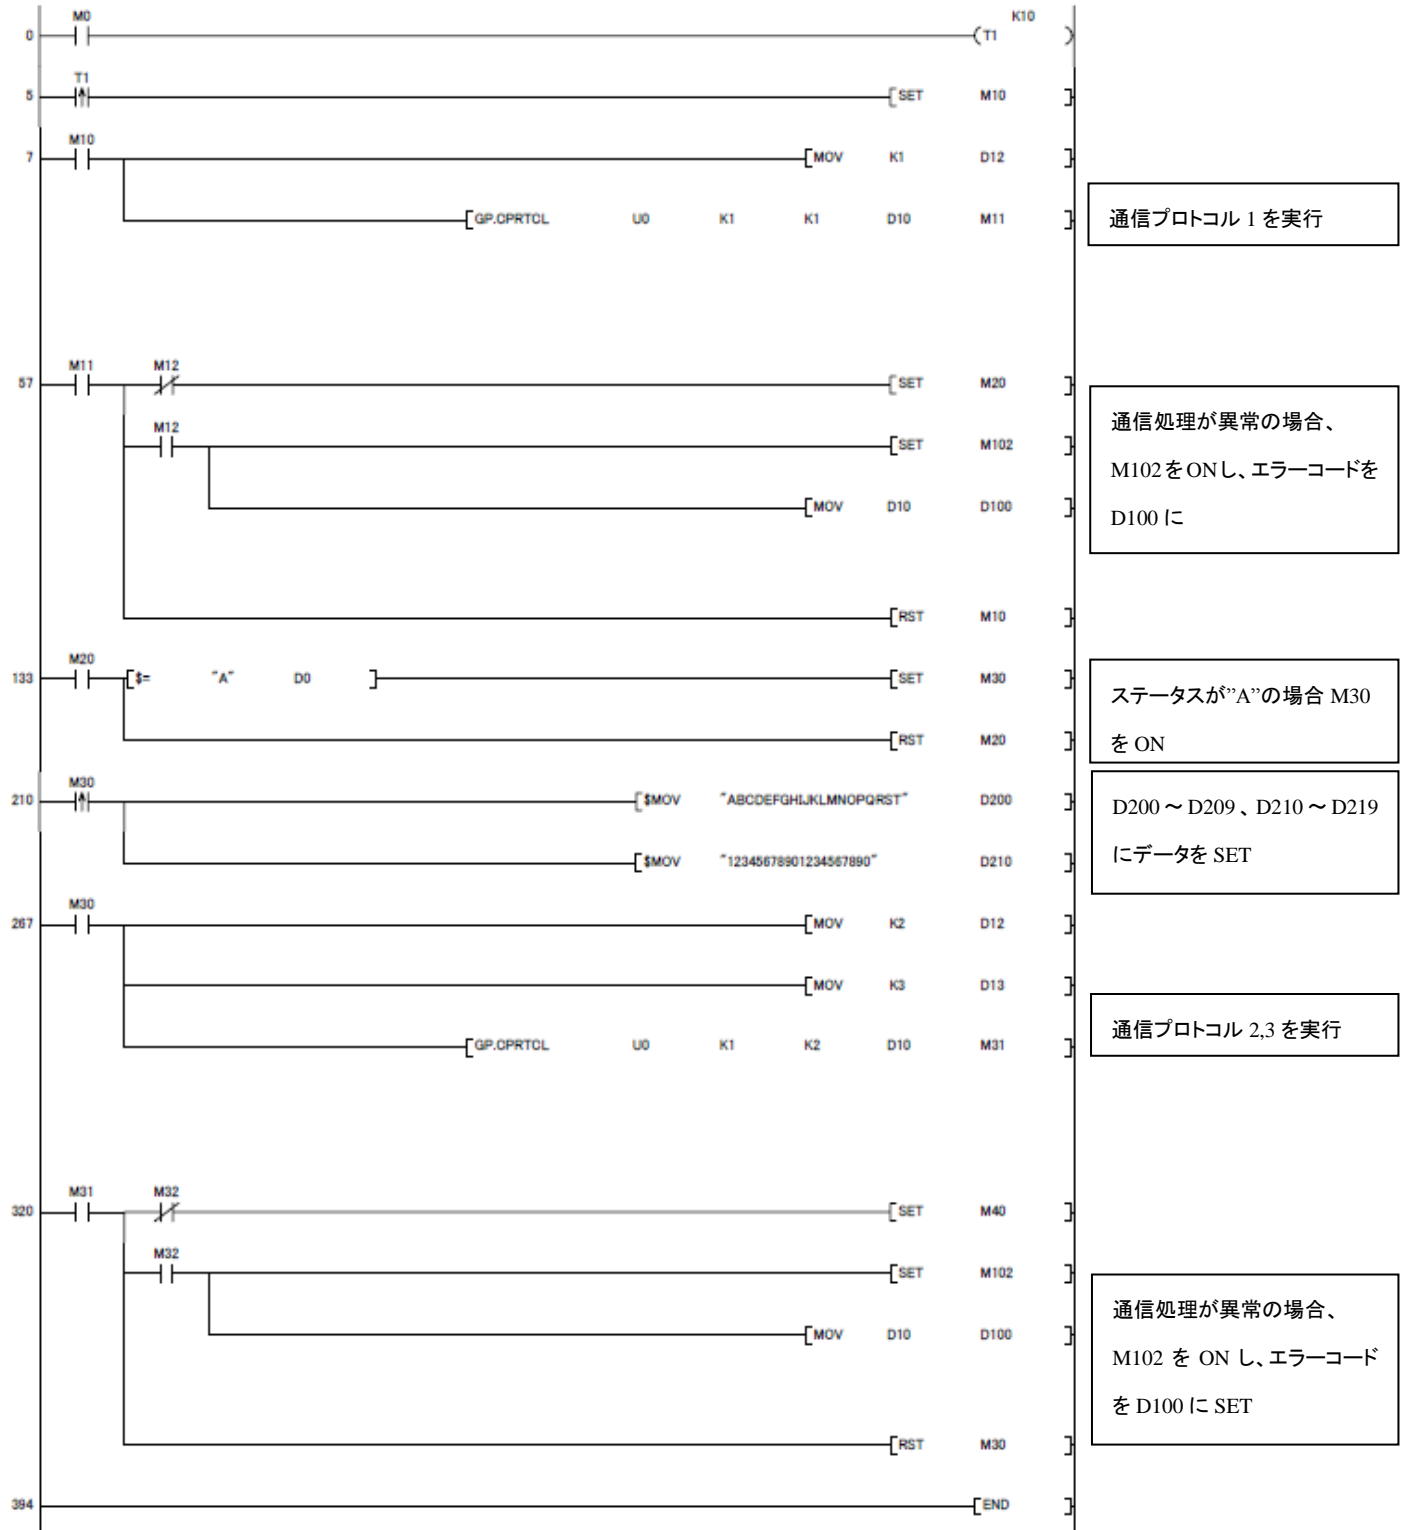 M0 K10
0 T1
T1
5 SET M10
M10
7 MOV K1 D12
GP.CPRTCL U0 K1 K1 D10 M11
通信プロトコル 1 を実行
M11 M12
57 SET M20
M12
SET M102
MOV D10 D100
通信処理が異常の場合、
M102をONし、エラーコードを
D100 に
RST M10
M20
133 $= "A" D0 SET M30
RST M20
ステータスが”A”の場合 M30
を ON
M30
210 $MOV "ABCDEFGHIJKLMNOPQRST" D200
$MOV "12345678901234567890" D210
D200～D209、D210～D219
にデータを SET
M30
267 MOV K2 D12
MOV K3 D13
GP.CPRTCL U0 K1 K2 D10 M31
通信プロトコル 2,3 を実行
M31 M32
320 SET M40
M32
SET M102
MOV D10 D100
通信処理が異常の場合、
M102 を ON し、エラーコード
を D100 に SET
RST M30
394 END